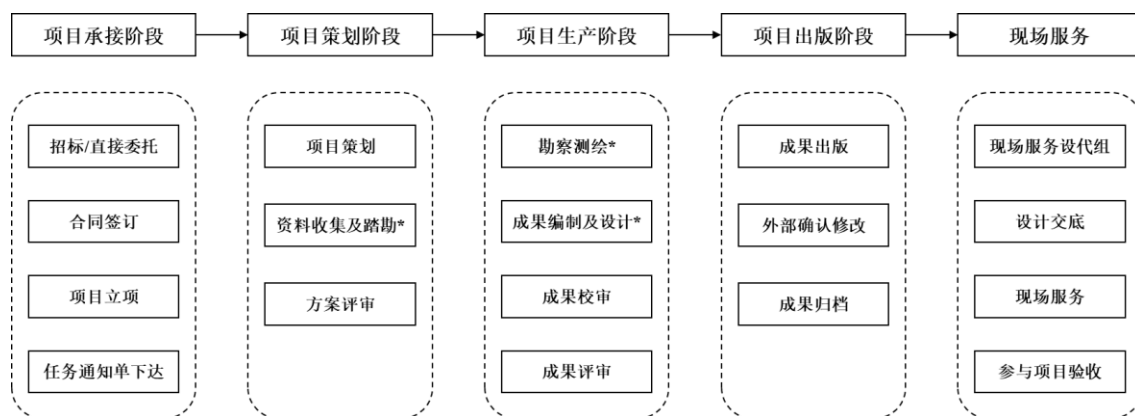 项目承接阶段
项目策划阶段
项目生产阶段
项目出版阶段
现场服务
招标/直接委托
合同签订
项目立项
任务通知单下达
项目策划
资料收集及踏勘*
方案评审
勘察测绘*
成果编制及设计*
成果校审
成果评审
成果出版
外部确认修改
成果归档
现场服务设代组
设计交底
现场服务
参与项目验收